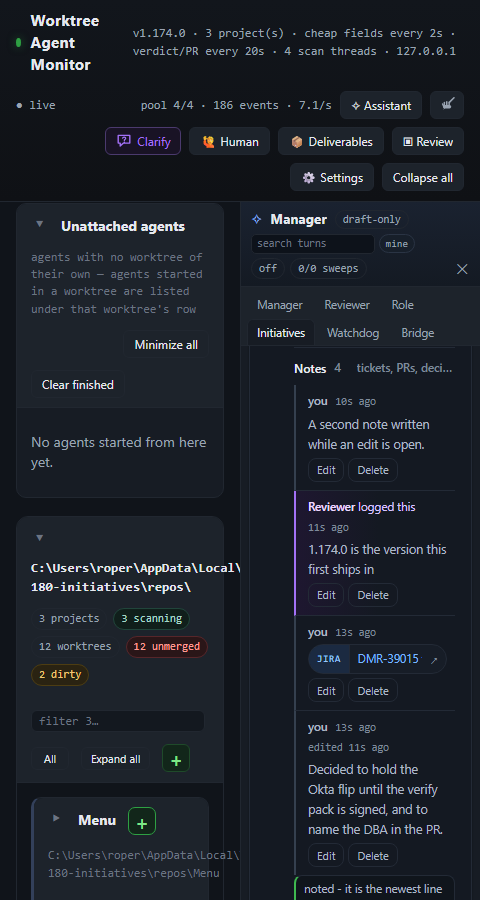 Worktree
Agent
Monitor
v1.174.0 · 3 project(s) · cheap fields every 2s ·
verdict/PR every 20s · 4 scan threads · 127.0.0.1
live
pool 4/4 · 186 events · 7.1/s
Assistant
Clarify
Human
Deliverables
Review
Settings
Collapse all
Unattached agents
agents with no worktree of
their own — agents started
in a worktree are listed
under that worktree's row
Minimize all
Clear finished
No agents started from here
yet.
C:\Users\roper\AppData\Local\
180-initiatives\repos\
3 projects
3 scanning
12 worktrees
12 unmerged
2 dirty
filter 3…
All
Expand all
+
Menu
+
C:\Users\roper\AppData\Local\
180-initiatives\repos\Menu
Manager
draft-only
search turns
mine
off
0/0 sweeps
Manager
Reviewer
Role
Initiatives
Watchdog
Bridge
Notes 4 tickets, PRs, deci…
you 10s ago
A second note written
while an edit is open.
Edit
Delete
Reviewer logged this
11s ago
1.174.0 is the version this
first ships in
Edit
Delete
you 13s ago
JIRA DMR-39015 ↗
Edit
Delete
you 13s ago
edited 11s ago
Decided to hold the
Okta flip until the verify
pack is signed, and to
name the DBA in the PR.
Edit
Delete
noted - it is the newest line